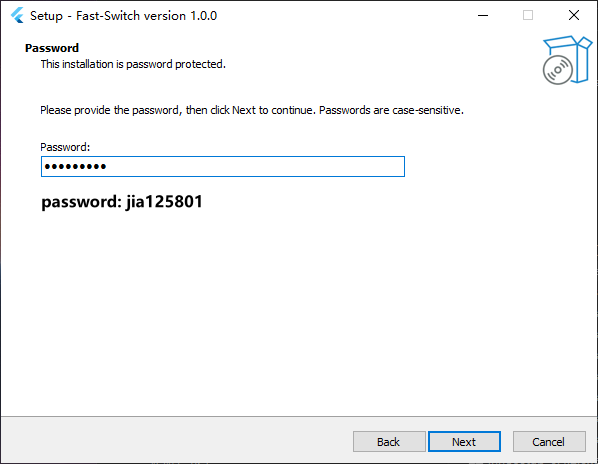 Setup - Fast-Switch version 1.0.0
Password
This installation is password protected.
Please provide the password, then click Next to continue. Passwords are case-sensitive.
Password:
●●●●●●●●●
password: jia125801
Back
Next
Cancel